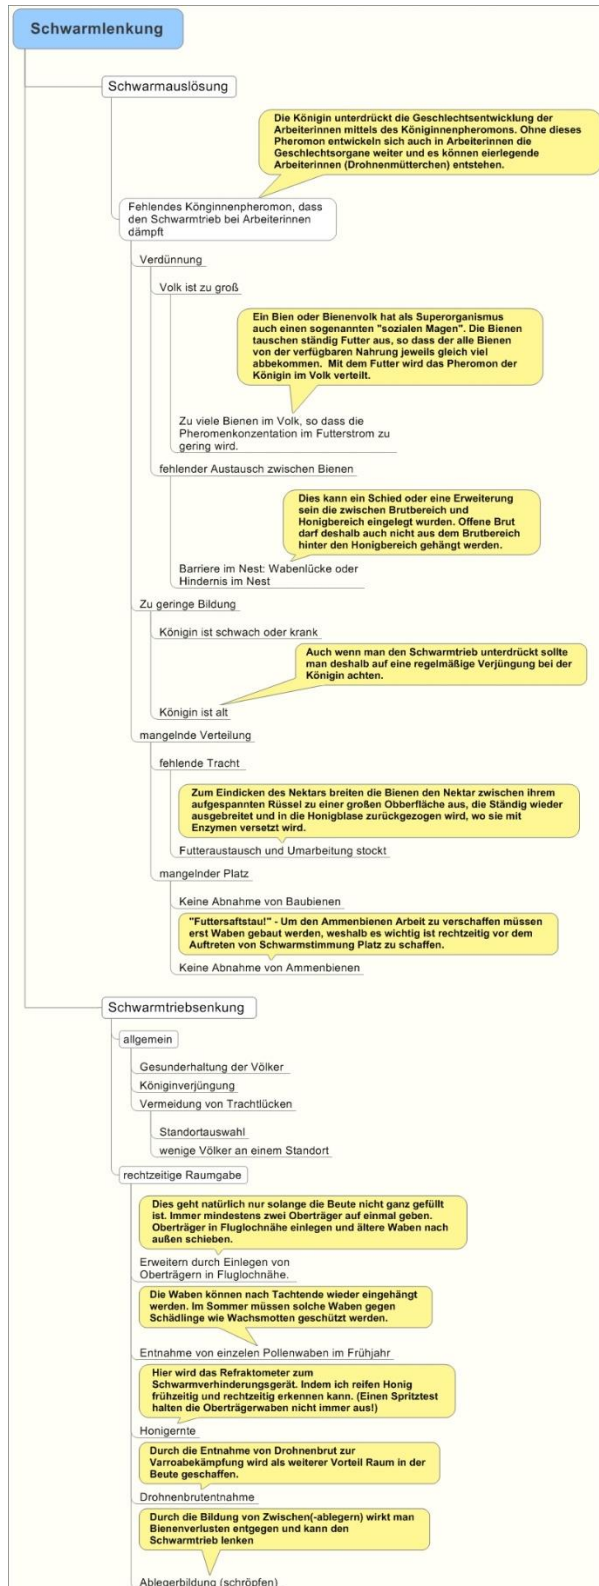 Schwarmlenkung
Schwarmauslösung
Die Königin unterdrückt die Geschlechtsentwicklung der
Arbeiterinnen mittels des Königinnenpheromons. Ohne dieses
Pheromon entwickeln sich auch in Arbeiterinnen die
Geschlechtsorgane weiter und es können eierlegende
Arbeiterinnen (Drohnenmütterchen) entstehen.
Fehlendes Könginnenpheromon, dass
den Schwarmtrieb bei Arbeiterinnen
dämpft
Verdünnung
Volk ist zu groß
Ein Bien oder Bienenvolk hat als Superorganismus
auch einen sogenannten "sozialen Magen". Die Bienen
tauschen ständig Futter aus, so dass der alle Bienen
von der verfügbaren Nahrung jeweils gleich viel
abbekommen. Mit dem Futter wird das Pheromon der
Königin im Volk verteilt.
Zu viele Bienen im Volk, so dass die
Pheromenkonzentation im Futterstrom zu
gering wird.
fehlender Austausch zwischen Bienen
Dies kann ein Schied oder eine Erweiterung
sein die zwischen Brutbereich und
Honigbereich eingelegt wurden. Offene Brut
darf deshalb auch nicht aus dem Brutbereich
hinter den Honigbereich gehängt werden.
Barriere im Nest: Wabenlücke oder
Hindernis im Nest
Zu geringe Bildung
Königin ist schwach oder krank
Auch wenn man den Schwarmtrieb unterdrückt sollte
man deshalb auf eine regelmäßige Verjüngung bei der
Königin achten.
Königin ist alt
mangelnde Verteilung
fehlende Tracht
Zum Eindicken des Nektars breiten die Bienen den Nektar zwischen ihrem
aufgespannten Rüssel zu einer großen Obberfläche aus, die Ständig wieder
ausgebreitet und in die Honigblase zurückgezogen wird, wo sie mit
Enzymen versetzt wird.
Futteraustausch und Umarbeitung stockt
mangelnder Platz
Keine Abnahme von Baubienen
"Futtersaftstau!" - Um den Ammenbienen Arbeit zu verschaffen müssen
erst Waben gebaut werden, weshalb es wichtig ist rechtzeitig vor dem
Auftreten von Schwarmstimmung Platz zu schaffen.
Keine Abnahme von Ammenbienen
Schwarmtriebsenkung
allgemein
Gesunderhaltung der Völker
Königinverjüngung
Vermeidung von Trachtlücken
Standortauswahl
wenige Völker an einem Standort
rechtzeitige Raumgabe
Dies geht natürlich nur solange die Beute nicht ganz gefüllt
ist. Immer mindestens zwei Oberträger auf einmal geben.
Oberträger in Fluglochnähe einlegen und ältere Waben nach
außen schieben.
Erweitern durch Einlegen von
Oberträgern in Fluglochnähe.
Die Waben können nach Tachtende wieder eingehängt
werden. Im Sommer müssen solche Waben gegen
Schädlinge wie Wachsmotten geschützt werden.
Entnahme von einzelen Pollenwaben im Frühjahr
Hier wird das Refraktometer zum
Schwarmverhinderungsgerät. Indem ich reifen Honig
frühzeitig und rechtzeitig erkennen kann. (Einen Spritztest
halten die Oberträgerwaben nicht immer aus!)
Honigernte
Durch die Entnahme von Drohnenbrut zur
Varroabekämpfung wird als weiterer Vorteil Raum in der
Beute geschaffen.
Drohnenbrutentnahme
Durch die Bildung von Zwischen(-ablegern) wirkt man
Bienenverlusten entgegen und kann den
Schwarmtrieb lenken
Ablegerbildung (schröpfen)